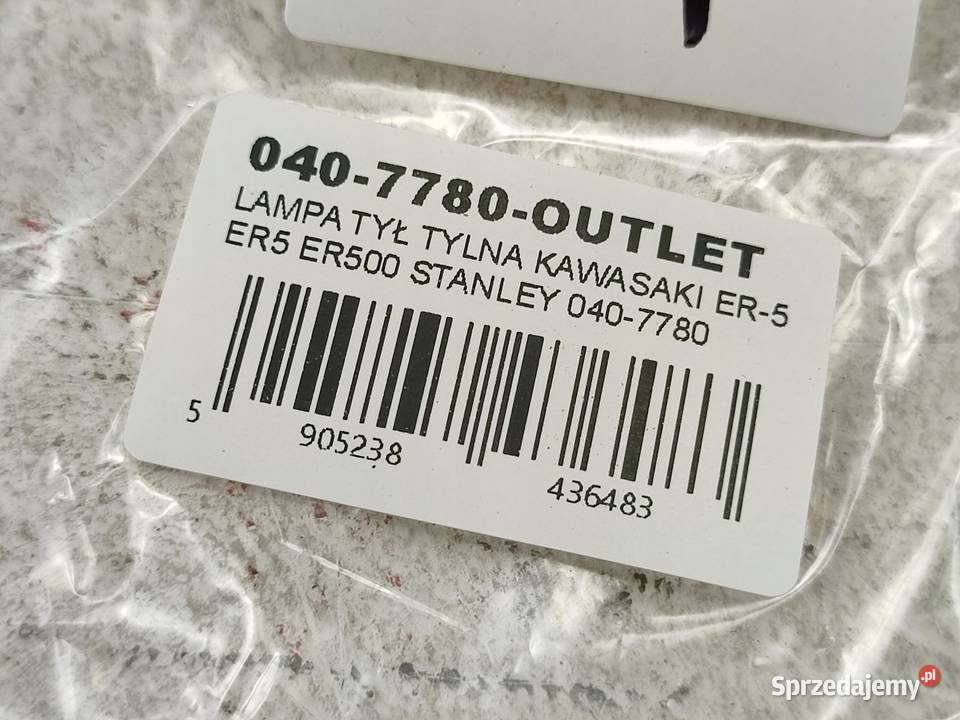 040-7780-OUTLET
LAMPA TYŁ TYLNA KAWASAKI ER-5
ER5 ER500 STANLEY 040-7780
5 905238 436483
Sprzedajemy.pl